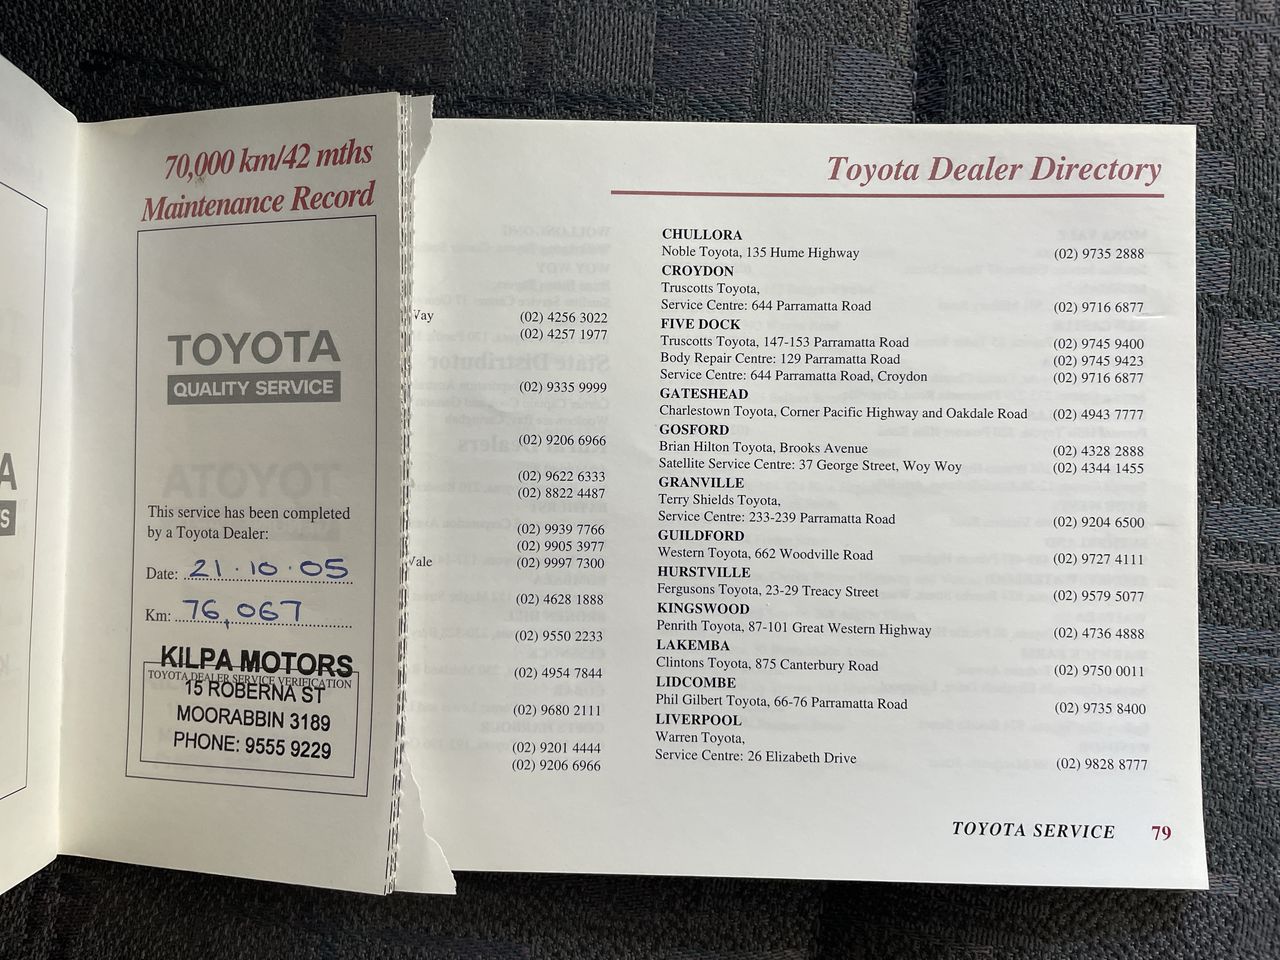 70,000 km/42 mths
Maintenance Record
TOYOTA
QUALITY SERVICE
This service has been completed
by a Toyota Dealer:
Date: 21·10·05
Km: 76,067
KILPA MOTORS
TOYOTA DEALER SERVICE VERIFICATION
15 ROBERNA ST
MOORABBIN 3189
PHONE: 9555 9229
(02) 4256 3022
(02) 4257 1977
(02) 9335 9999
(02) 9206 6966
(02) 9622 6333
(02) 8822 4487
(02) 9939 7766
(02) 9905 3977
Vale (02) 9997 7300
(02) 4628 1888
(02) 9550 2233
(02) 4954 7844
(02) 9680 2111
(02) 9201 4444
(02) 9206 6966
Toyota Dealer Directory
CHULLORA
Noble Toyota, 135 Hume Highway (02) 9735 2888
CROYDON
Truscotts Toyota,
Service Centre: 644 Parramatta Road (02) 9716 6877
FIVE DOCK
Truscotts Toyota, 147-153 Parramatta Road (02) 9745 9400
Body Repair Centre: 129 Parramatta Road (02) 9745 9423
Service Centre: 644 Parramatta Road, Croydon (02) 9716 6877
GATESHEAD
Charlestown Toyota, Corner Pacific Highway and Oakdale Road (02) 4943 7777
GOSFORD
Brian Hilton Toyota, Brooks Avenue (02) 4328 2888
Satellite Service Centre: 37 George Street, Woy Woy (02) 4344 1455
GRANVILLE
Terry Shields Toyota,
Service Centre: 233-239 Parramatta Road (02) 9204 6500
GUILDFORD
Western Toyota, 662 Woodville Road (02) 9727 4111
HURSTVILLE
Fergusons Toyota, 23-29 Treacy Street (02) 9579 5077
KINGSWOOD
Penrith Toyota, 87-101 Great Western Highway (02) 4736 4888
LAKEMBA
Clintons Toyota, 875 Canterbury Road (02) 9750 0011
LIDCOMBE
Phil Gilbert Toyota, 66-76 Parramatta Road (02) 9735 8400
LIVERPOOL
Warren Toyota,
Service Centre: 26 Elizabeth Drive (02) 9828 8777
TOYOTA SERVICE 79